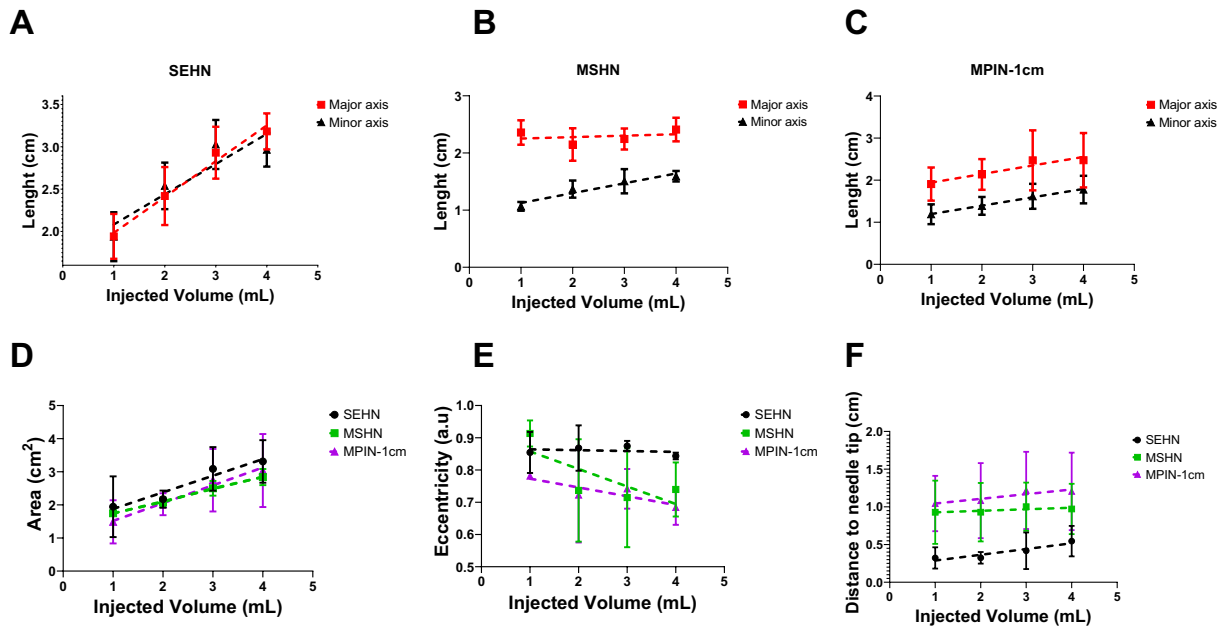 A
SEHN
Lenght (cm)
3.5
3.0
2.5
2.0
0 1 2 3 4 5
Injected Volume (mL)
Major axis
Minor axis
B
MSHN
Lenght (cm)
3
2
1
0
0 1 2 3 4 5
Injected Volume (mL)
Major axis
Minor axis
C
MPIN-1cm
Lenght (cm)
4
3
2
1
0
0 1 2 3 4 5
Injected Volume (mL)
Major axis
Minor axis
D
Area (cm²)
5
4
3
2
1
0
0 1 2 3 4 5
Injected Volume (mL)
SEHN
MSHN
MPIN-1cm
E
Eccentricity (a.u)
1.0
0.9
0.8
0.7
0.6
0.5
0 1 2 3 4 5
Injected Volume (mL)
SEHN
MSHN
MPIN-1cm
F
Distance to needle tip (cm)
2.0
1.5
1.0
0.5
0.0
0 1 2 3 4 5
Injected Volume (mL)
SEHN
MSHN
MPIN-1cm